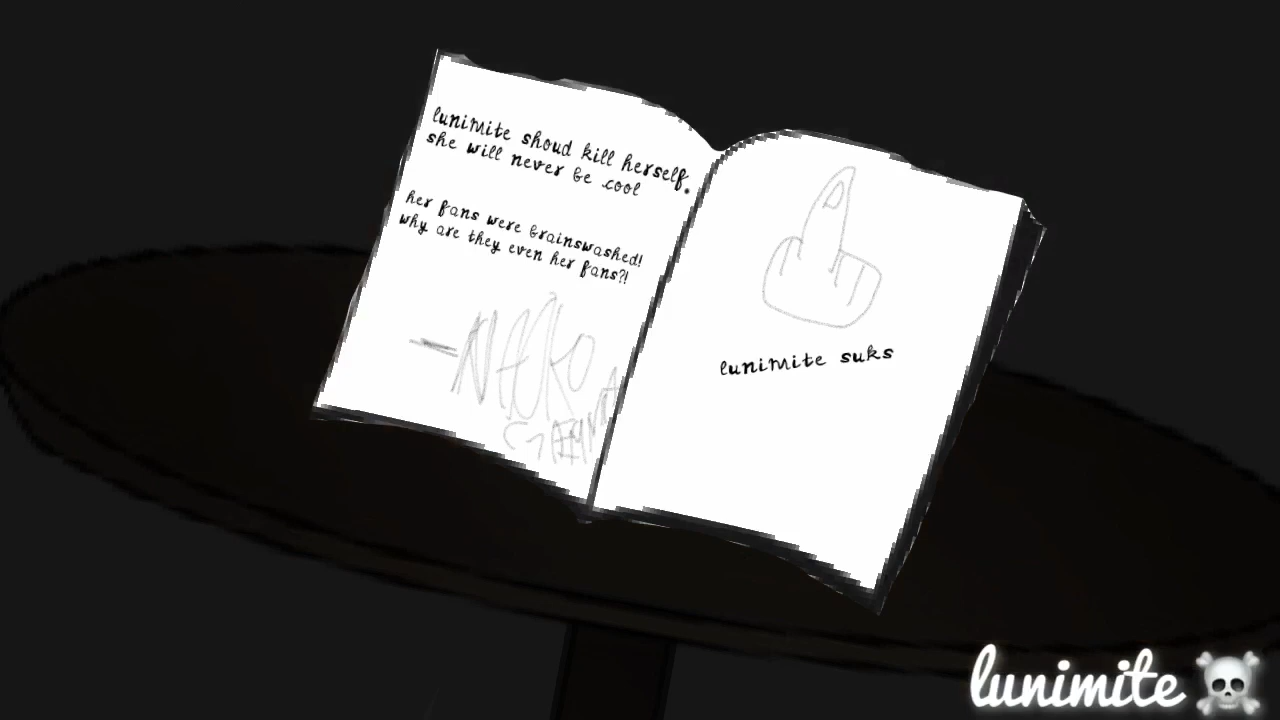 lunimite shoud kill herself.
she will never be cool
her fans were brainswashed!
why are they even her fans?!
lunimite suks
lunimite